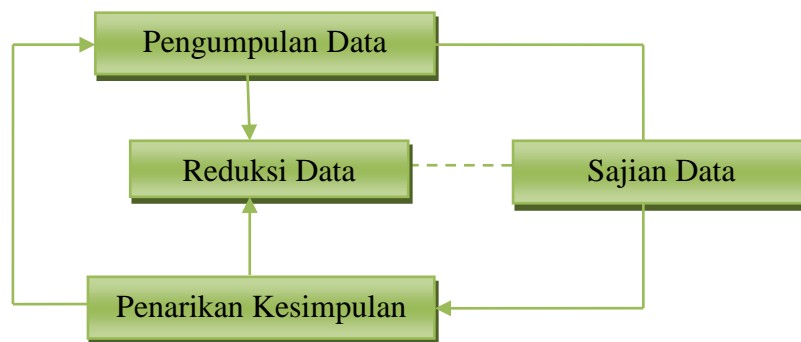 Pengumpulan Data
Reduksi Data
Sajian Data
Penarikan Kesimpulan